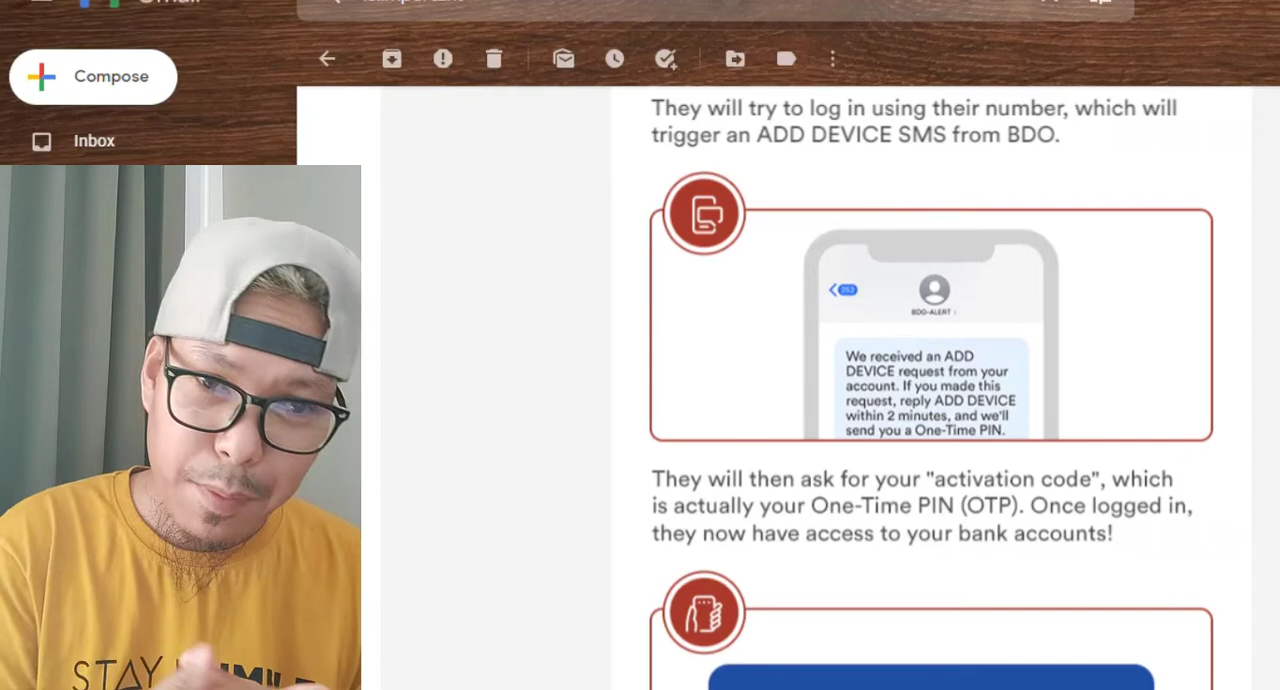 Gmail
Compose
Inbox
They will try to log in using their number, which will
trigger an ADD DEVICE SMS from BDO.
252
BDO-ALERT
We received an ADD
DEVICE request from your
account. If you made this
request, reply ADD DEVICE
within 2 minutes, and we'll
send you a One-Time PIN.
They will then ask for your "activation code", which
is actually your One-Time PIN (OTP). Once logged in,
they now have access to your bank accounts!
STAY